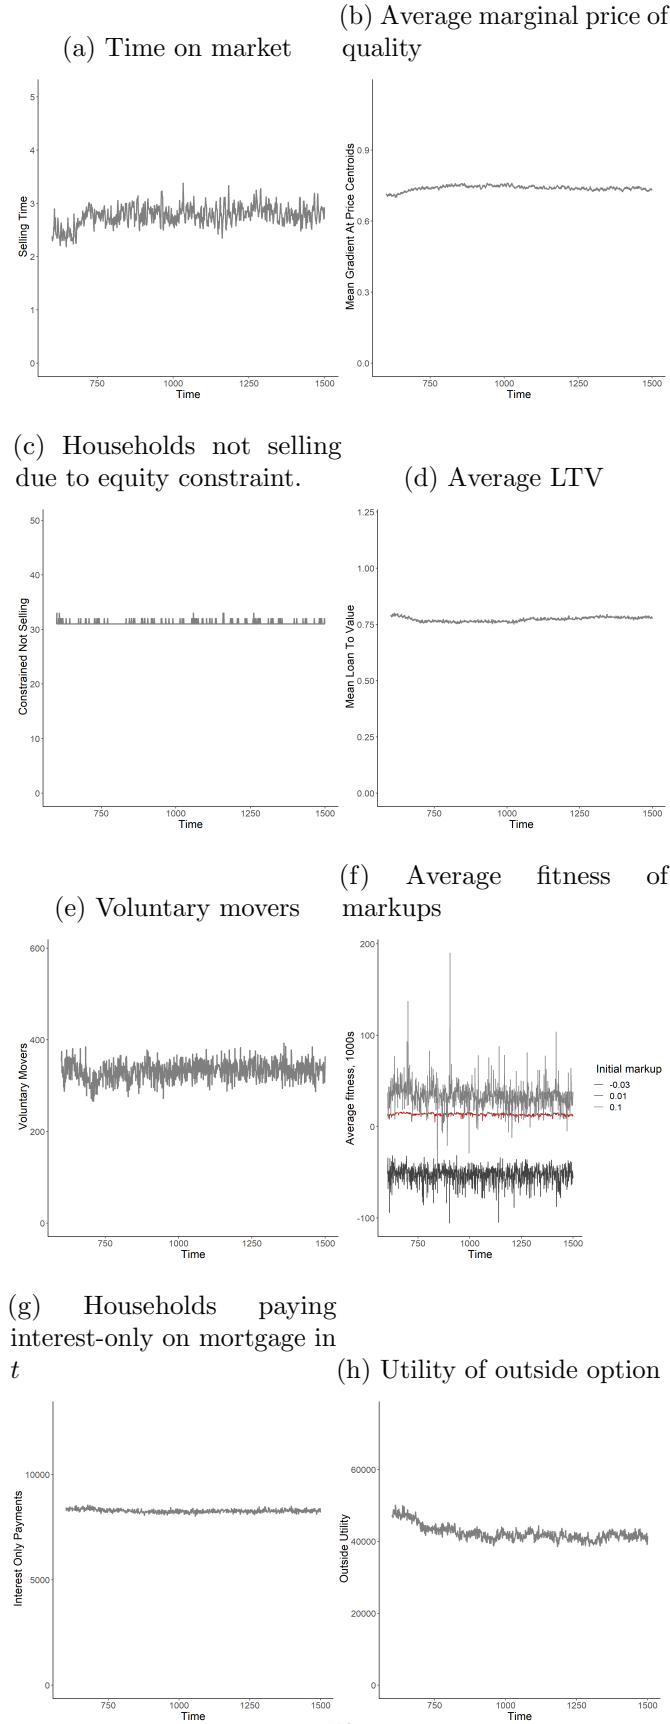 (a) Time on market
(b) Average marginal price of
quality
5
4
3
2
1
0
Selling Time
750
1000
1250
1500
Time
0.9
0.6
0.3
0.0
Mean Gradient At Price Centroids
750
1000
1250
1500
Time
(c) Households not selling
due to equity constraint.
(d) Average LTV
50
40
30
20
10
0
Constrained Not Selling
750
1000
1250
1500
Time
1.25
1.00
0.75
0.50
0.25
0.00
Mean Loan To Value
750
1000
1250
1500
Time
(e) Voluntary movers
(f) Average fitness of
markups
600
400
200
0
Voluntary Movers
750
1000
1250
1500
Time
200
100
0
-100
Average fitness, 1000s
750
1000
1250
1500
Time
Initial markup
-0.03
0.01
0.1
(g) Households paying
interest-only on mortgage in
t
(h) Utility of outside option
10000
5000
0
Interest Only Payments
750
1000
1250
1500
Time
60000
40000
20000
0
Outside Utility
750
1000
1250
1500
Time